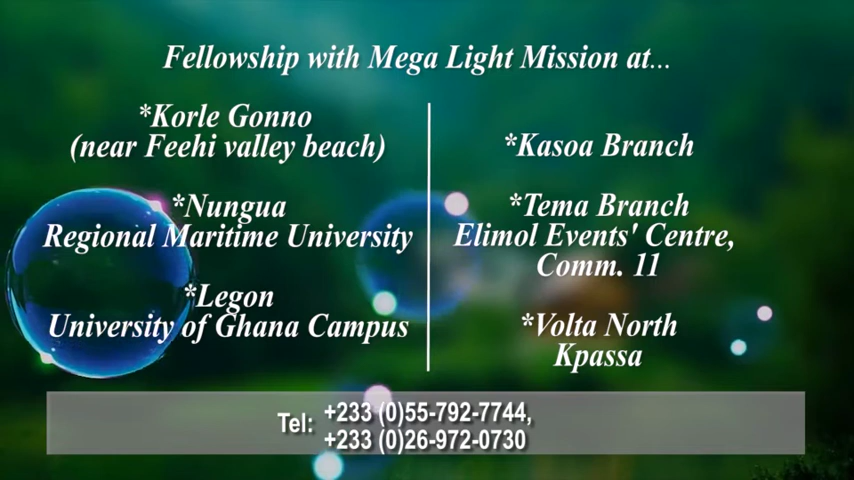 Fellowship with Mega Light Mission at...
*Korle Gonno
(near Feehi valley beach)
*Nungua
Regional Maritime University
*Legon
University of Ghana Campus
*Kasoa Branch
*Tema Branch
Elimol Events' Centre,
Comm. 11
*Volta North
Kpassa
Tel: +233 (0)55-792-7744,
+233 (0)26-972-0730